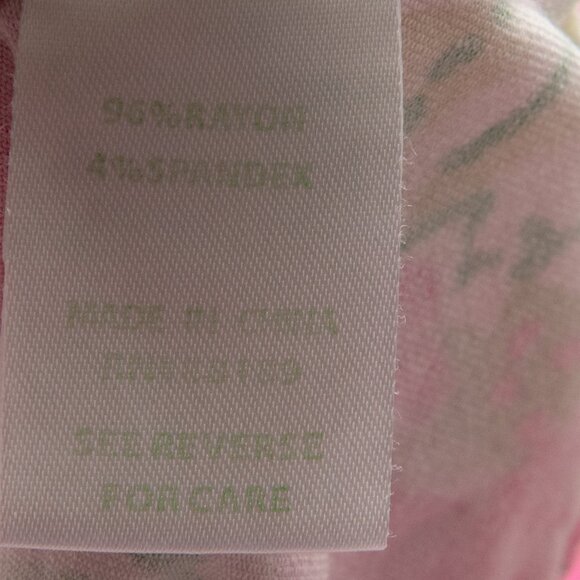 96% RAYON
4% SPANDEX
MADE IN CHINA
SEE REVERSE
FOR CARE